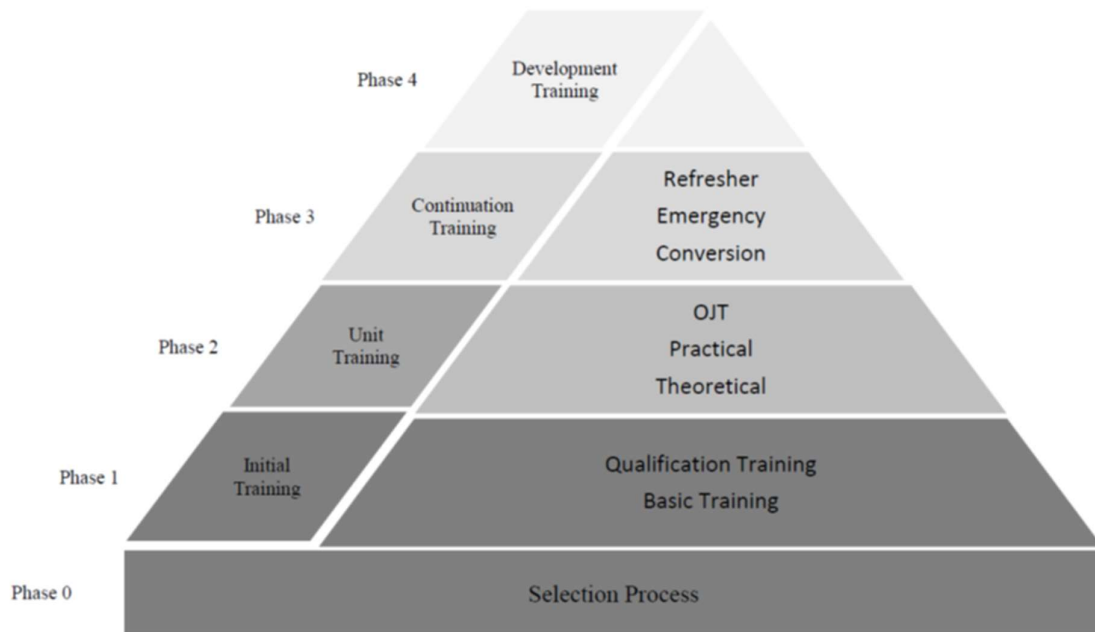 Phase 4
Development
Training
Phase 3
Continuation
Training
Refresher
Emergency
Conversion
Phase 2
Unit
Training
OJT
Practical
Theoretical
Phase 1
Initial
Training
Qualification Training
Basic Training
Phase 0
Selection Process